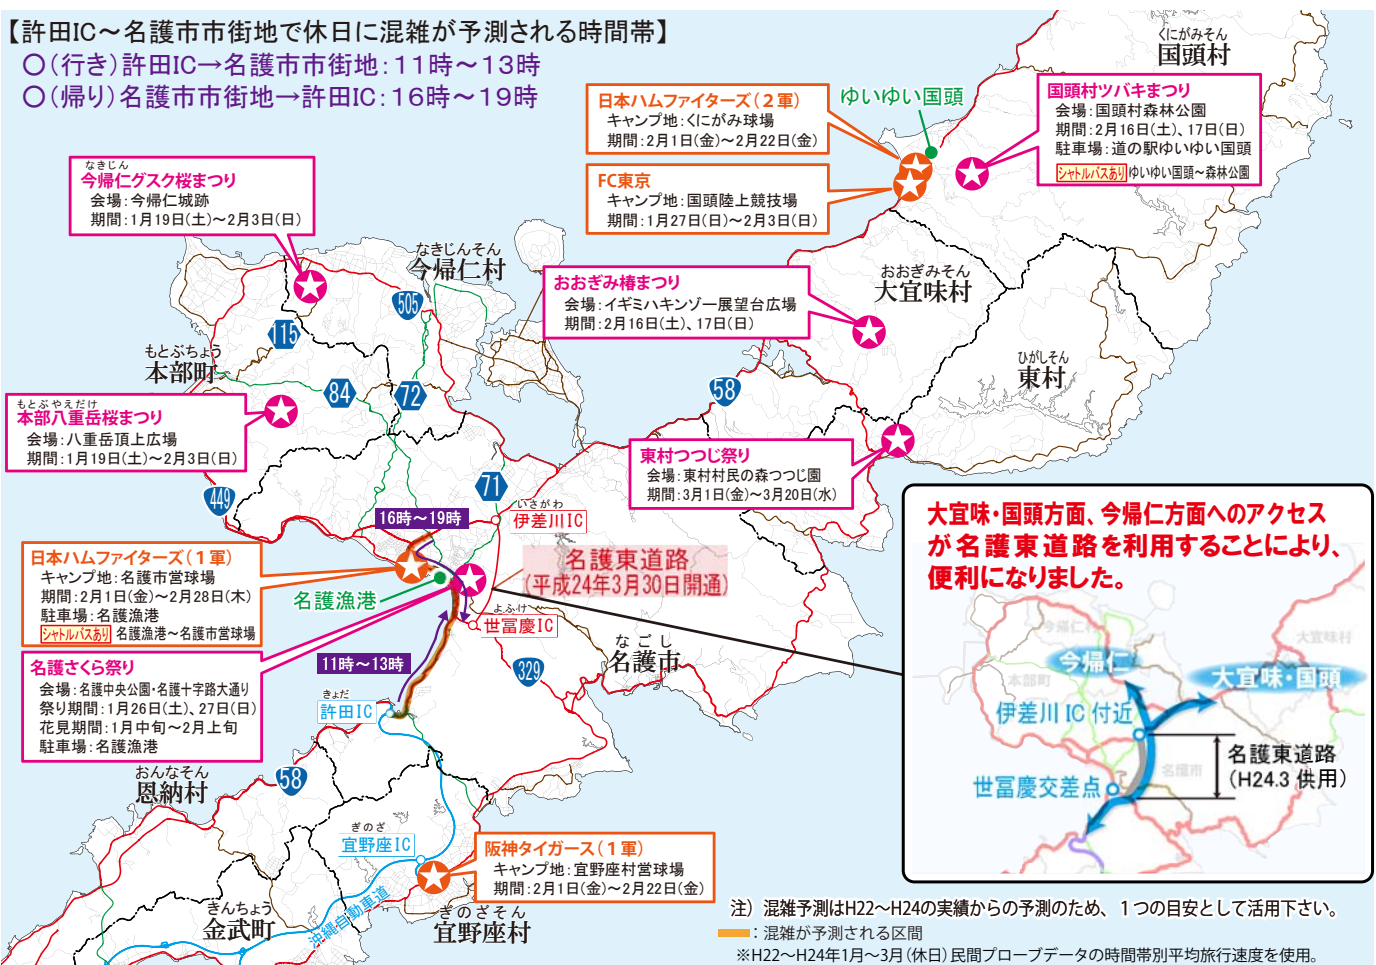 【許田IC～名護市市街地で休日に混雑が予測される時間帯】
○（行き）許田IC→名護市市街地：11時～13時
○（帰り）名護市市街地→許田IC：16時～19時
くにがみそん
国頭村
日本ハムファイターズ（２軍）
キャンプ地：くにがみ球場
期間：2月1日（金）～2月22日（金）
ゆいゆい国頭
国頭村ツバキまつり
会場：国頭村森林公園
期間：2月16日（土）、17日（日）
駐車場：道の駅ゆいゆい国頭
シャトルバスあり ゆいゆい国頭～森林公園
FC東京
キャンプ地：国頭陸上競技場
期間：1月27日（日）～2月3日（日）
なきじん
今帰仁グスク桜まつり
会場：今帰仁城跡
期間：1月19日（土）～2月3日（日）
なきじんそん
今帰仁村
おおぎみそん
大宜味村
おおぎみ椿まつり
会場：イギミハキンゾー展望台広場
期間：2月16日（土）、17日（日）
505
115
もとぶちょう
本部町
ひがしそん
東村
84
72
58
もとぶやえだけ
本部八重岳桜まつり
会場：八重岳頂上広場
期間：1月19日（土）～2月3日（日）
東村つつじ祭り
会場：東村村民の森つつじ園
期間：3月1日（金）～3月20日（水）
71
449
16時～19時
いさがわ
伊差川IC
日本ハムファイターズ（１軍）
キャンプ地：名護市営球場
期間：2月1日（金）～2月28日（木）
駐車場：名護漁港
シャトルバスあり 名護漁港～名護市営球場
名護漁港
名護東道路
（平成24年3月30日開通）
よふけ
世冨慶IC
なごし
名護市
329
11時～13時
名護さくら祭り
会場：名護中央公園・名護十字路大通り
祭り期間：1月26日（土）、27日（日）
花見期間：1月中旬～2月上旬
駐車場：名護漁港
きょだ
許田IC
おんなそん
恩納村
58
ぎのざ
宜野座IC
阪神タイガース（１軍）
キャンプ地：宜野座村営球場
期間：2月1日（金）～2月22日（金）
きんちょう
金武町
沖縄自動車道
ぎのざそん
宜野座村
大宜味・国頭方面、今帰仁方面へのアクセス
が名護東道路を利用することにより、
便利になりました。
今帰仁村
大宜味村
今帰仁
本部町
大宜味・国頭
伊差川IC付近
名護東道路
（H24.3 供用）
名護市
世冨慶交差点
注）混雑予測はH22～H24の実績からの予測のため、１つの目安として活用下さい。
：混雑が予測される区間
※H22～H24年1月～3月（休日）民間プローブデータの時間帯別平均旅行速度を使用。